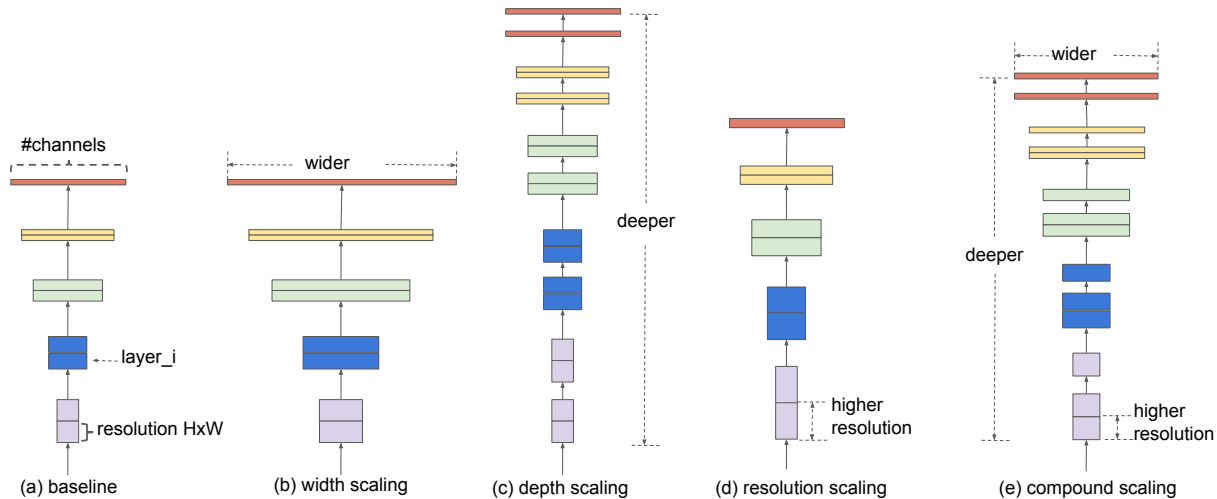 #channels
layer_i
resolution HxW
(a) baseline
wider
(b) width scaling
deeper
(c) depth scaling
higher
resolution
(d) resolution scaling
wider
deeper
higher
resolution
(e) compound scaling